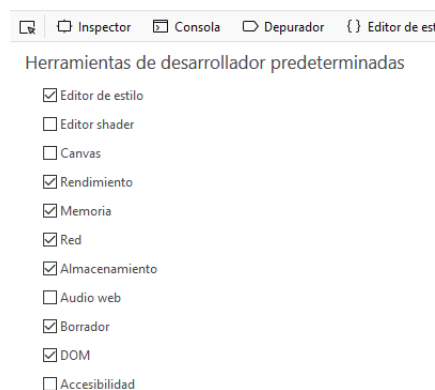 Inspector Consola Depurador { } Editor de est
Herramientas de desarrollador predeterminadas
Editor de estilo
Editor shader
Canvas
Rendimiento
Memoria
Red
Almacenamiento
Audio web
Borrador
DOM
Accesibilidad